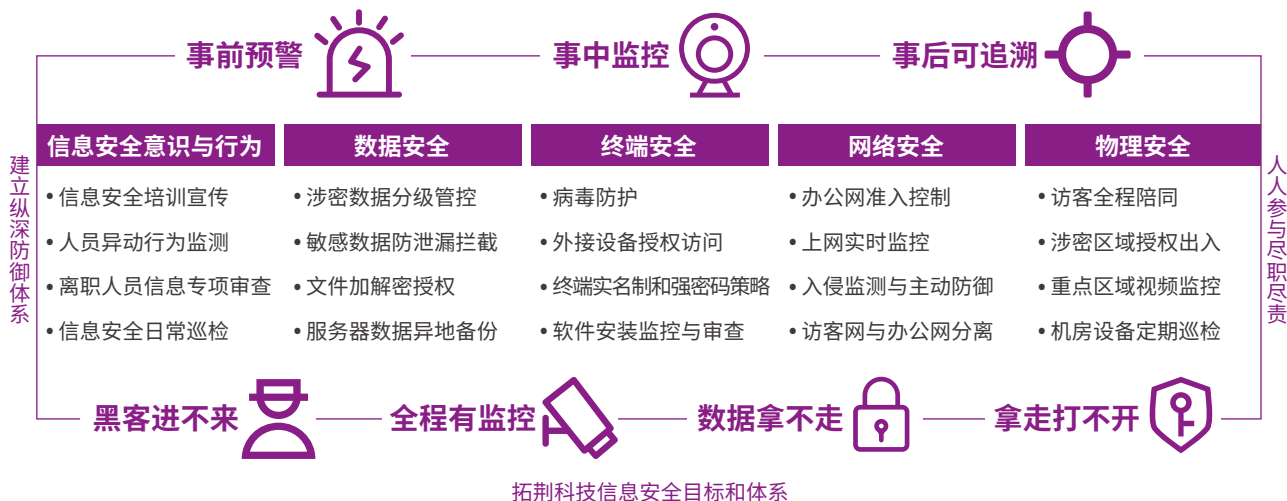 事前预警
事中监控
事后可追溯
建立纵深防御体系
信息安全意识与行为
• 信息安全培训宣传
• 人员异动行为监测
• 离职人员信息专项审查
• 信息安全日常巡检
数据安全
• 涉密数据分级管控
• 敏感数据防泄漏拦截
• 文件加解密授权
• 服务器数据异地备份
终端安全
• 病毒防护
• 外接设备授权访问
• 终端实名制和强密码策略
• 软件安装监控与审查
网络安全
• 办公网准入控制
• 上网实时监控
• 入侵监测与主动防御
• 访客网与办公网分离
物理安全
• 访客全程陪同
• 涉密区域授权出入
• 重点区域视频监控
• 机房设备定期巡检
人人参与尽职尽责
黑客进不来
全程有监控
数据拿不走
拿走打不开
拓荆科技信息安全目标和体系